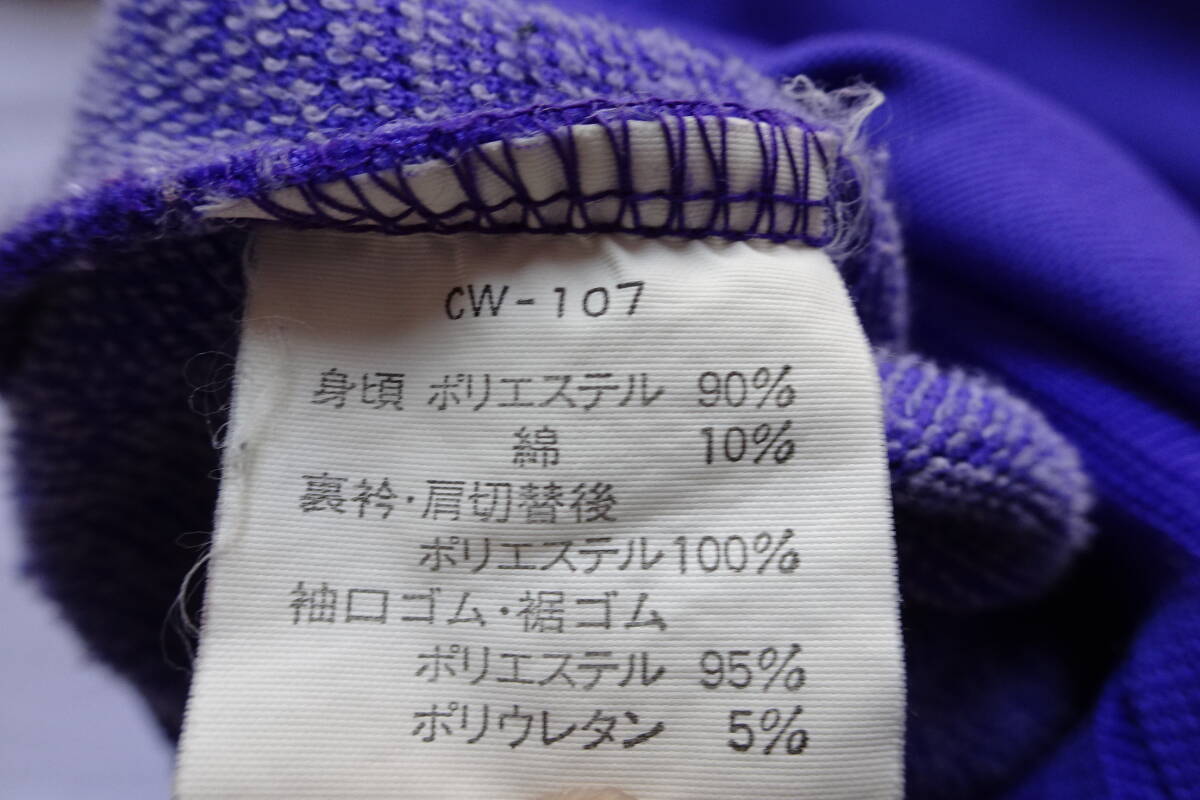 CW-107
身頃 ポリエステル 90%
綿 10%
裏衿・肩切替後
ポリエステル100%
袖口ゴム・裾ゴム
ポリエステル 95%
ポリウレタン 5%